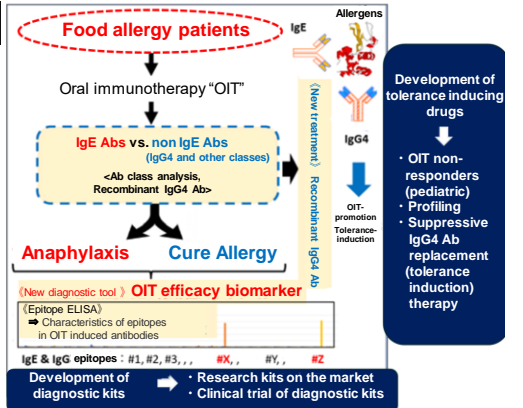 Food allergy patients
Oral immunotherapy “OIT”
IgE Abs vs. non IgE Abs
(IgG4 and other classes)
<Ab class analysis,
Recombinant IgG4 Ab>
Anaphylaxis
Cure Allergy
《New treatment》 Recombinant IgG4 Ab
Allergens
IgE
IgG4
OIT-
promotion
Tolerance-
induction
《New diagnostic tool 》 OIT efficacy biomarker
《Epitope ELISA》
➡ Characteristics of epitopes
in OIT induced antibodies
IgE & IgG epitopes : #1, #2, #3, , , #X, , #Y, , #Z
Development of
diagnostic kits
・Research kits on the market
・Clinical trial of diagnostic kits
Development of
tolerance inducing
drugs
・OIT non-
responders
(pediatric)
・Profiling
・Suppressive
IgG4 Ab
replacement
(tolerance
induction)
therapy